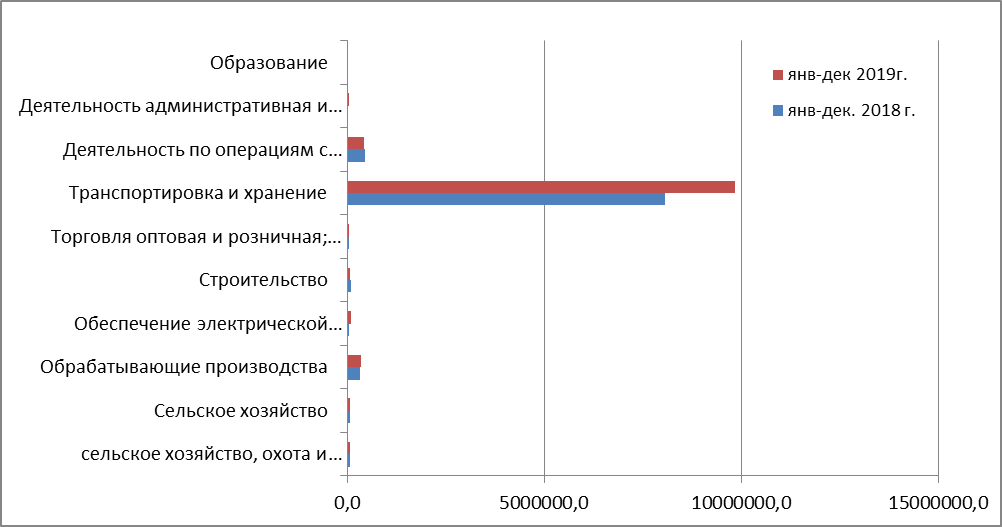 Образование
янв-дек 2019г.
Деятельность административная и...
янв-дек. 2018 г.
Деятельность по операциям с...
Транспортировка и хранение
Торговля оптовая и розничная;...
Строительство
Обеспечение электрической...
Обрабатывающие производства
Сельское хозяйство
сельское хозяйство, охота и...
0,0 5000000,0 10000000,0 15000000,0